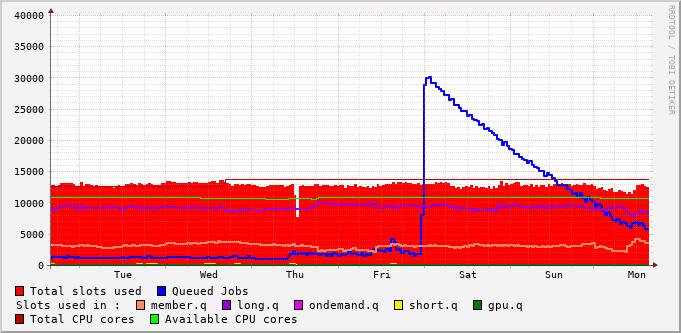 40000
35000
30000
25000
20000
15000
10000
5000
0
Tue Wed Thu Fri Sat Sun Mon
Total slots used Queued Jobs
Slots used in : member.q long.q ondemand.q short.q gpu.q
Total CPU cores Available CPU cores
RRDTOOL / TOBI OETIKER